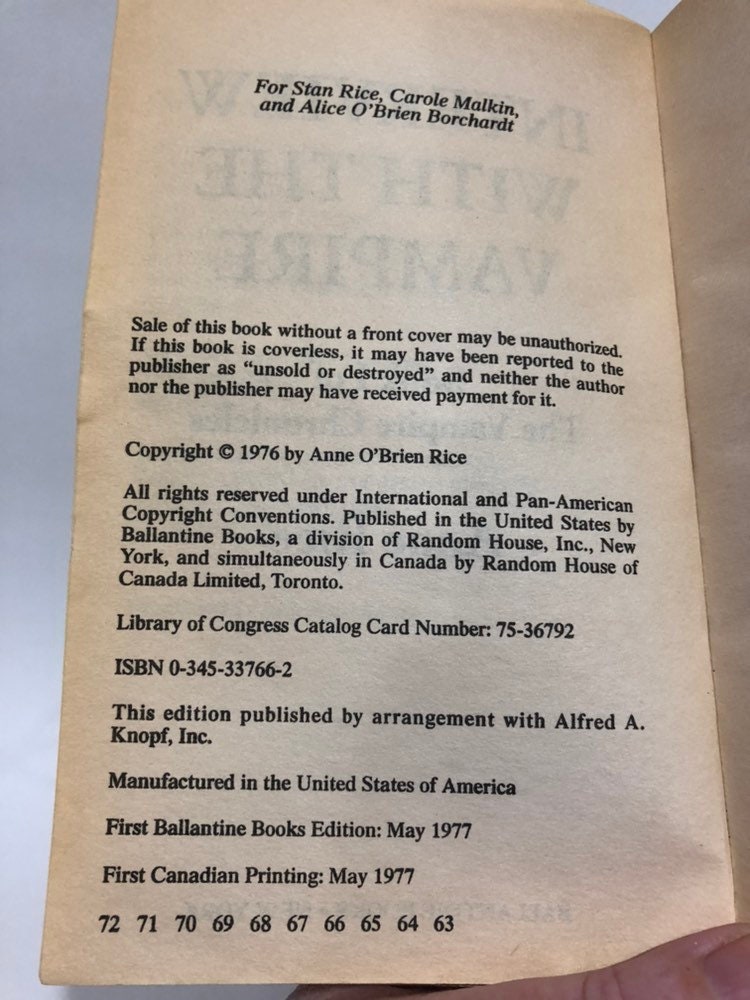 For Stan Rice, Carole Malkin,
and Alice O'Brien Borchardt
Sale of this book without a front cover may be unauthorized.
If this book is coverless, it may have been reported to the
publisher as “unsold or destroyed” and neither the author
nor the publisher may have received payment for it.
Copyright © 1976 by Anne O'Brien Rice
All rights reserved under International and Pan-American
Copyright Conventions. Published in the United States by
Ballantine Books, a division of Random House, Inc., New
York, and simultaneously in Canada by Random House of
Canada Limited, Toronto.
Library of Congress Catalog Card Number: 75-36792
ISBN 0-345-33766-2
This edition published by arrangement with Alfred A.
Knopf, Inc.
Manufactured in the United States of America
First Ballantine Books Edition: May 1977
First Canadian Printing: May 1977
72 71 70 69 68 67 66 65 64 63